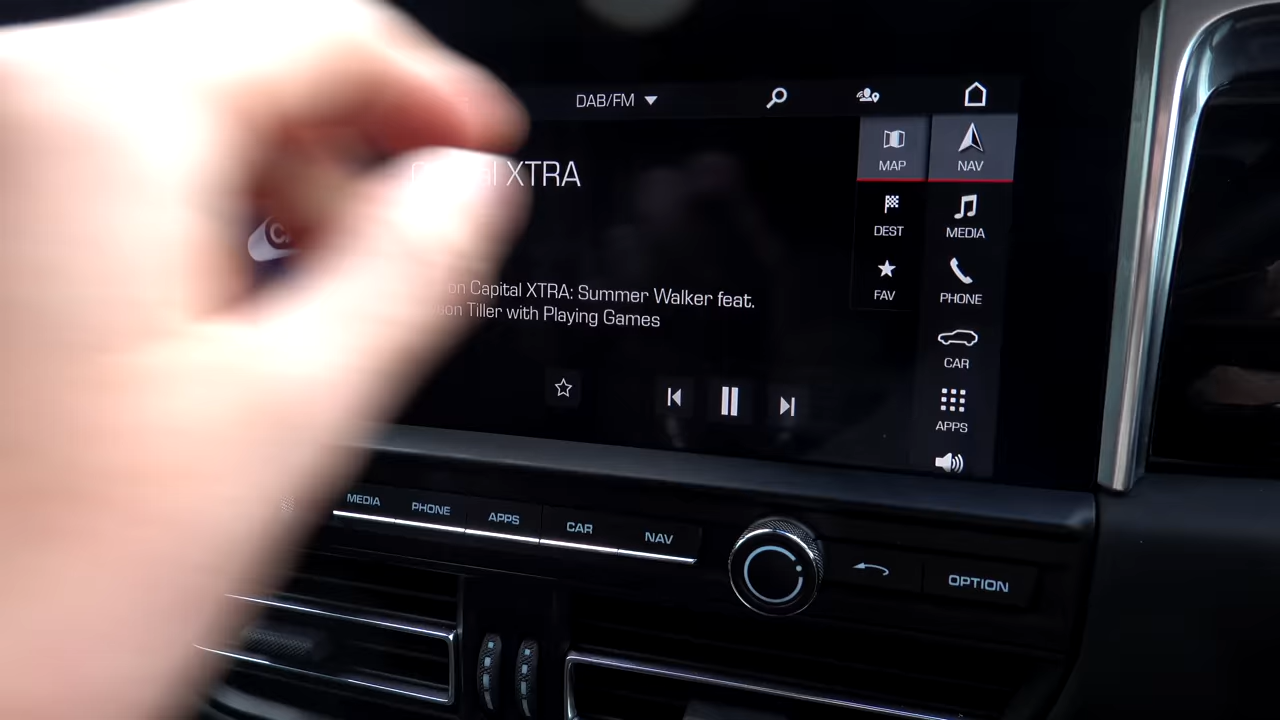 DAB/FM
XTRA
MAP
NAV
DEST
MEDIA
FAV
PHONE
on Capital XTRA: Summer Walker feat.
Tiller with Playing Games
CAR
APPS
MEDIA
PHONE
APPS
CAR
NAV
OPTION